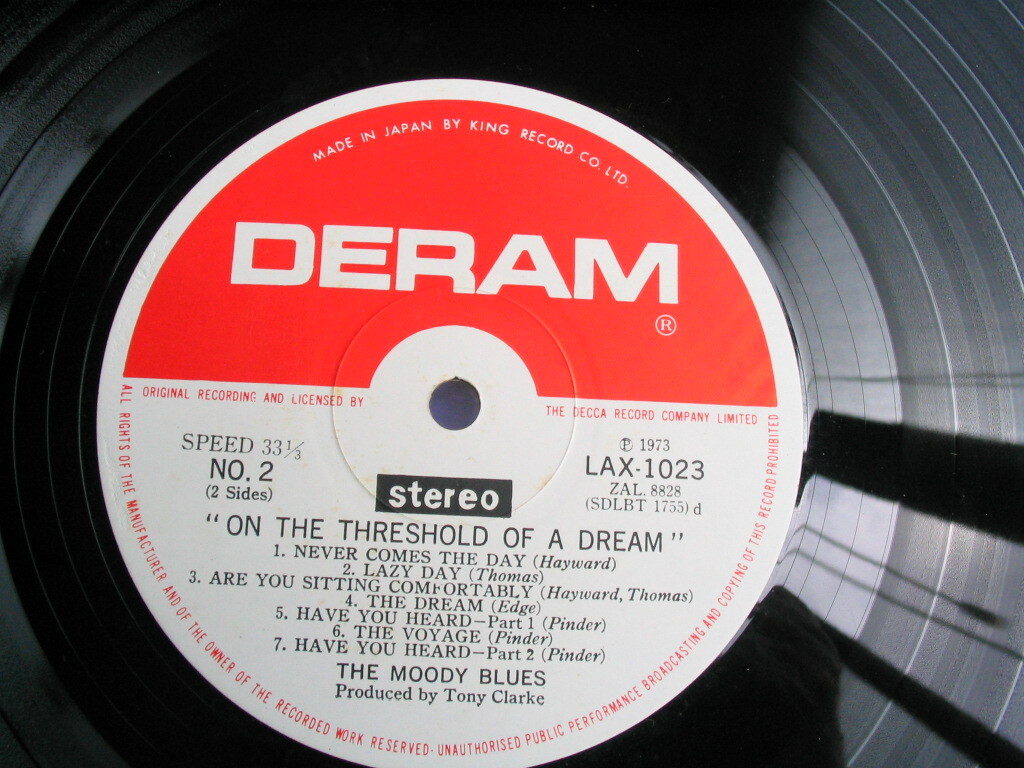 MADE IN JAPAN BY KING RECORD CO. LTD.
DERAM
®
ORIGINAL RECORDING AND LICENSED BY THE DECCA RECORD COMPANY LIMITED
SPEED 33⅓
NO. 2
(2 Sides)
℗ 1973
LAX-1023
ZAL. 8828
(SDLBT 1755) d
stereo
"ON THE THRESHOLD OF A DREAM"
1. NEVER COMES THE DAY (Hayward)
2. LAZY DAY (Thomas)
3. ARE YOU SITTING COMFORTABLY (Hayward, Thomas)
4. THE DREAM (Edge)
5. HAVE YOU HEARD—Part 1 (Pinder)
6. THE VOYAGE (Pinder)
7. HAVE YOU HEARD—Part 2 (Pinder)
THE MOODY BLUES
Produced by Tony Clarke
ALL RIGHTS OF THE MANUFACTURER AND OF THE OWNER OF THE RECORDED WORK RESERVED· UNAUTHORISED PUBLIC PERFORMANCE BROADCASTING AND COPYING OF THIS RECORD PROHIBITED